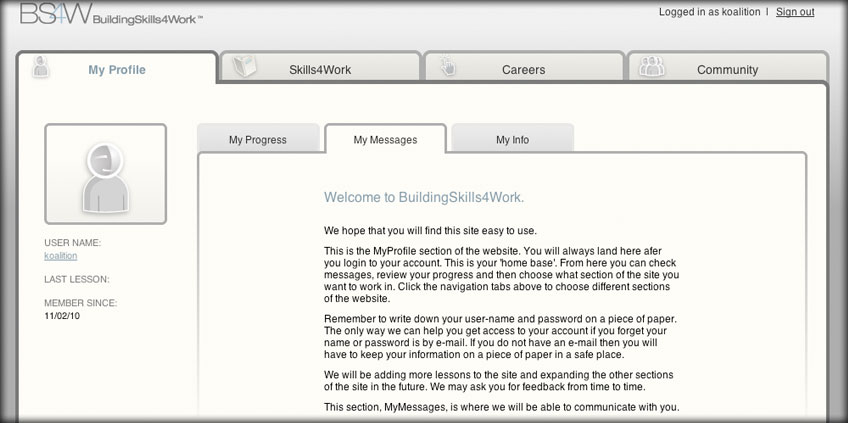 BS4W BuildingSkills4Work™
Logged in as koalition | Sign out
My Profile
Skills4Work
Careers
Community
My Progress
My Messages
My Info
USER NAME:
koalition
LAST LESSON:
MEMBER SINCE:
11/02/10
Welcome to BuildingSkills4Work.
We hope that you will find this site easy to use.
This is the MyProfile section of the website. You will always land here afer
you login to your account. This is your 'home base'. From here you can check
messages, review your progress and then choose what section of the site you
want to work in. Click the navigation tabs above to choose different sections
of the website.
Remember to write down your user-name and password on a piece of paper.
The only way we can help you get access to your account if you forget your
name or password is by e-mail. If you do not have an e-mail then you will
have to keep your information on a piece of paper in a safe place.
We will be adding more lessons to the site and expanding the other sections
of the site in the future. We may ask you for feedback from time to time.
This section, MyMessages, is where we will be able to communicate with you.